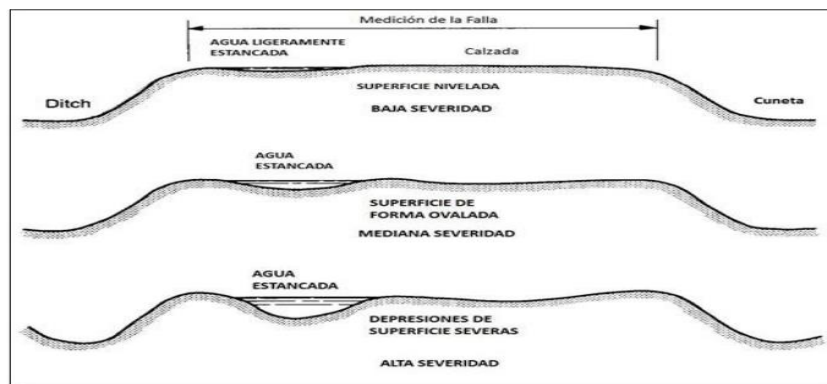 Medición de la Falla
AGUA LIGERAMENTE
ESTANCADA
Calzada
SUPERFICIE NIVELADA
Ditch
BAJA SEVERIDAD
Cuneta
AGUA
ESTANCADA
SUPERFICIE DE
FORMA OVALADA
MEDIANA SEVERIDAD
AGUA
ESTANCADA
DEPRESIONES DE
SUPERFICIE SEVERAS
ALTA SEVERIDAD